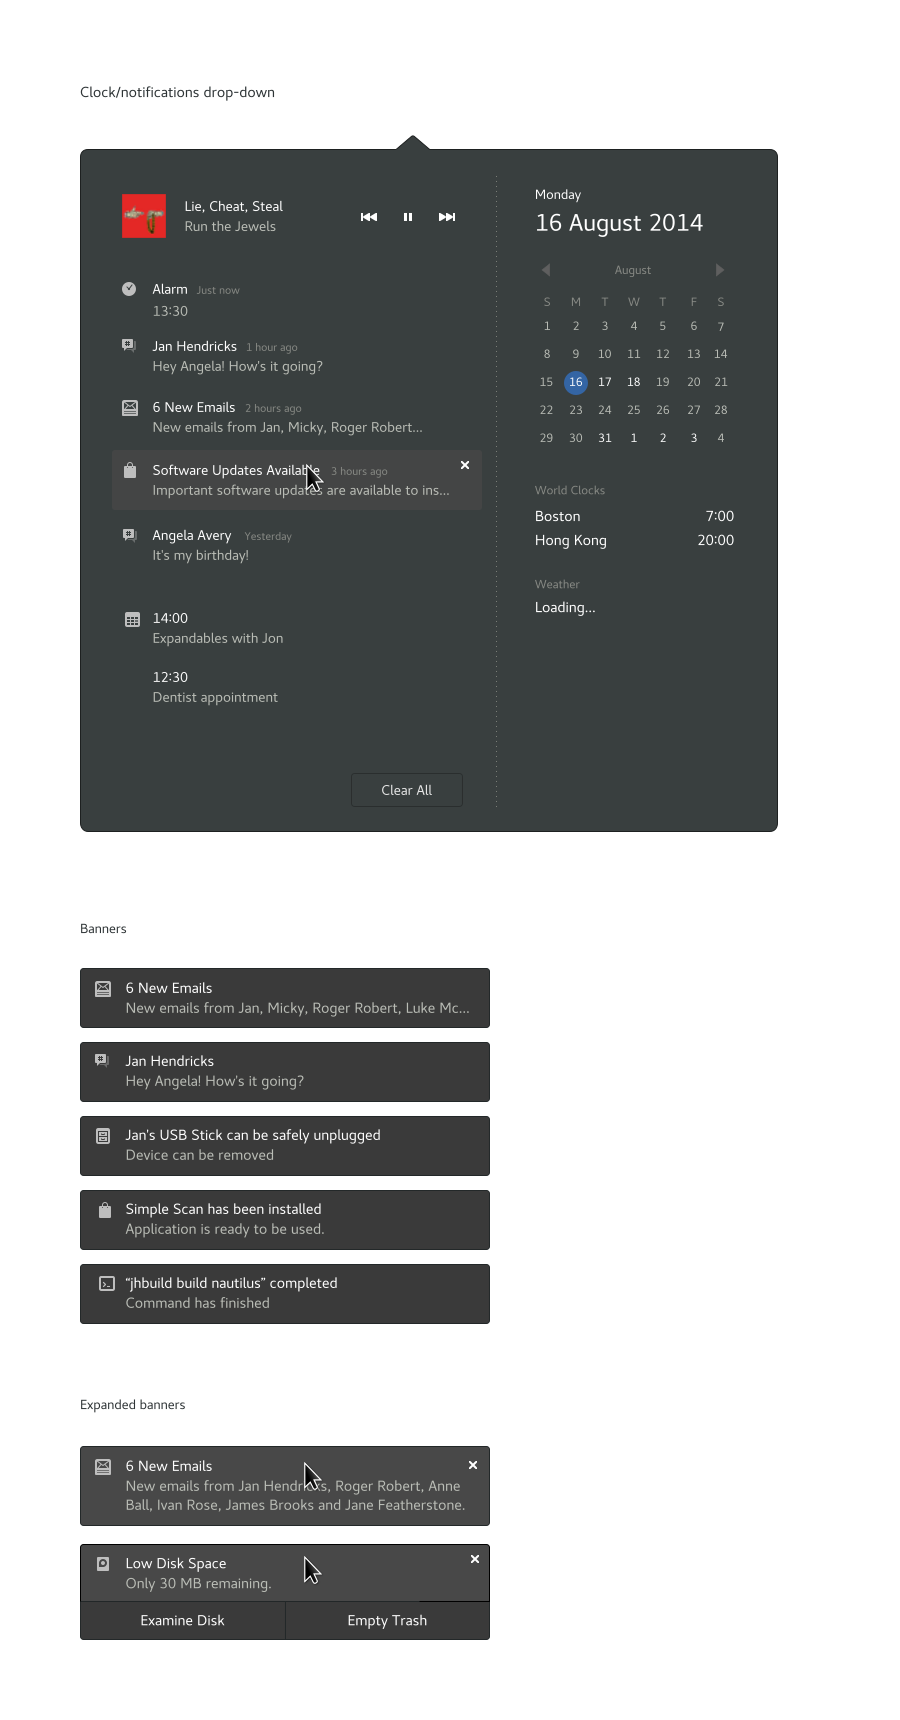 Clock/notifications drop-down
Lie, Cheat, Steal
Run the Jewels
Alarm Just now
13:30
Jan Hendricks 1 hour ago
Hey Angela! How's it going?
6 New Emails 2 hours ago
New emails from Jan, Micky, Roger Robert...
Software Updates Available 3 hours ago
Important software updates are available to ins...
Angela Avery Yesterday
It's my birthday!
14:00
Expandables with Jon
12:30
Dentist appointment
Clear All
Monday
16 August 2014
August
S M T W T F S
1 2 3 4 5 6 7
8 9 10 11 12 13 14
15 16 17 18 19 20 21
22 23 24 25 26 27 28
29 30 31 1 2 3 4
World Clocks
Boston 7:00
Hong Kong 20:00
Weather
Loading...
Banners
6 New Emails
New emails from Jan, Micky, Roger Robert, Luke Mc...
Jan Hendricks
Hey Angela! How's it going?
Jan's USB Stick can be safely unplugged
Device can be removed
Simple Scan has been installed
Application is ready to be used.
“jhbuild build nautilus” completed
Command has finished
Expanded banners
6 New Emails
New emails from Jan Hendricks, Roger Robert, Anne
Ball, Ivan Rose, James Brooks and Jane Featherstone.
Low Disk Space
Only 30 MB remaining.
Examine Disk Empty Trash